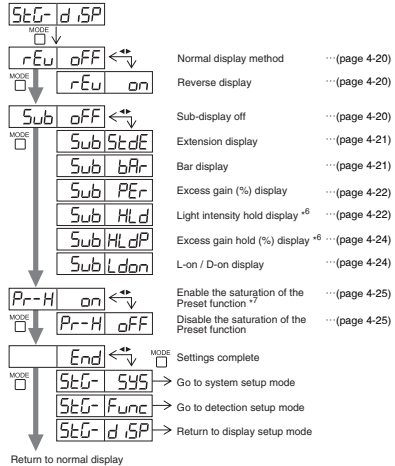 StG- diSP
MODE
rEv oFF Normal display method …(page 4-20)
MODE
rEv on Reverse display …(page 4-20)
Sub oFF Sub-display off …(page 4-20)
MODE
Sub StdE Extension display …(page 4-21)
Sub bAr Bar display …(page 4-21)
Sub PEr Excess gain (%) display …(page 4-22)
Sub HLd Light intensity hold display *6 …(page 4-22)
Sub HLdP Excess gain hold (%) display *6 …(page 4-24)
Sub Ldon L-on / D-on display …(page 4-24)
Pr-H on Enable the saturation of the …(page 4-25)
Preset function *7
MODE
Pr-H oFF Disable the saturation of the …(page 4-25)
Preset function
End MODE Settings complete
MODE
StG- SYS Go to system setup mode
StG- Func Go to detection setup mode
StG- diSP Return to display setup mode
Return to normal display